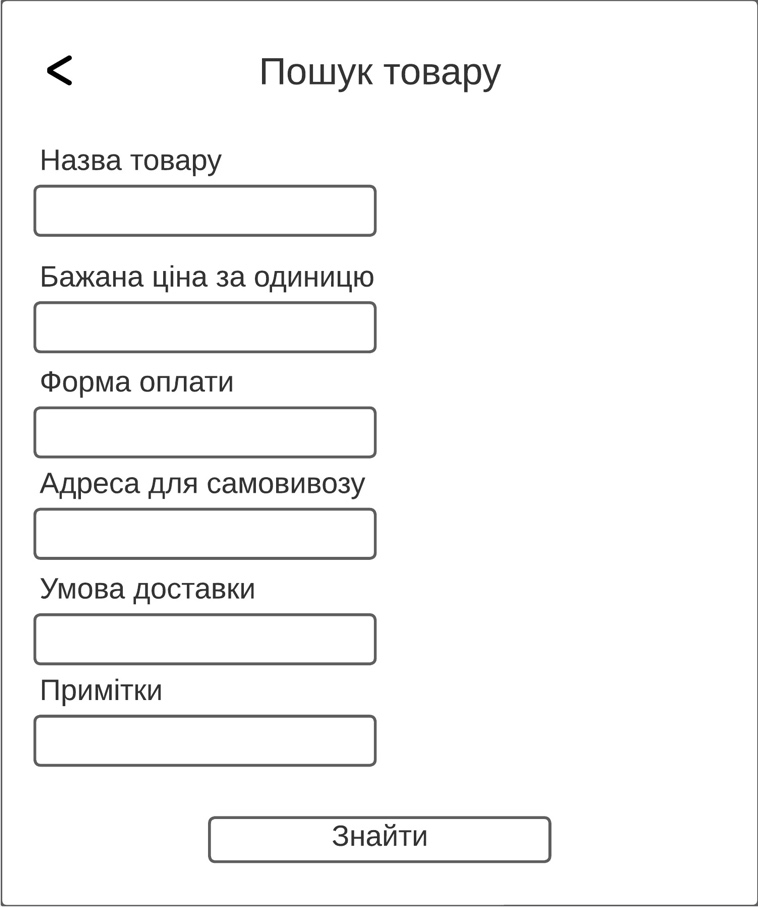 Пошук товару
Назва товару
Бажана ціна за одиницю
Форма оплати
Адреса для самовивозу
Умова доставки
Примітки
Знайти